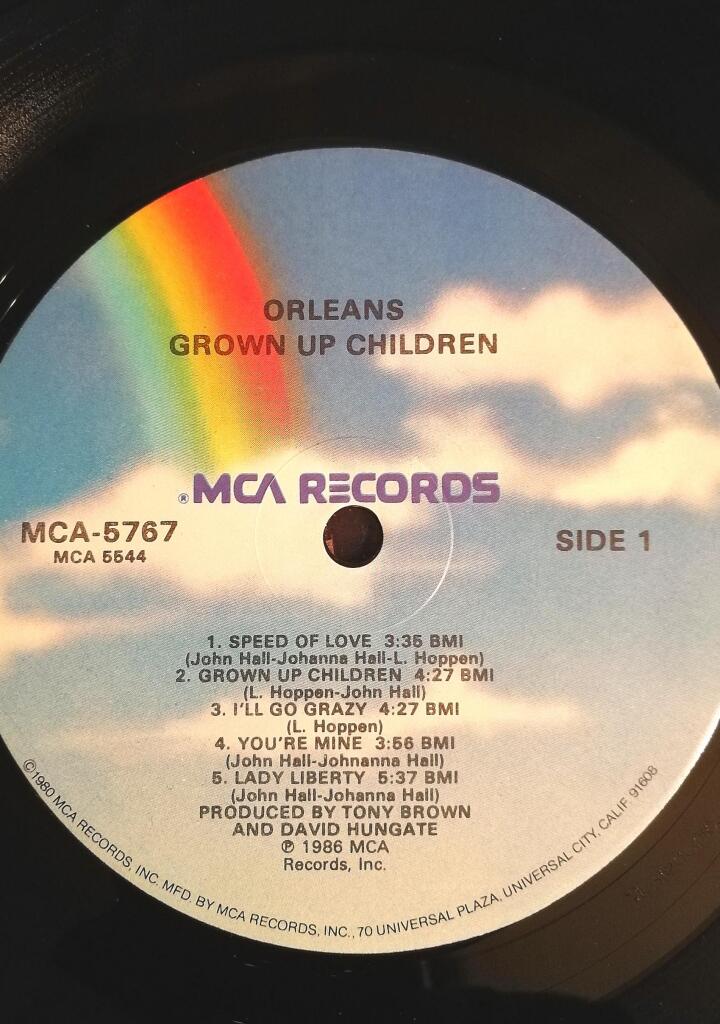 ORLEANS
GROWN UP CHILDREN
®MCA RECORDS
MCA-5767
MCA 5544
SIDE 1
1. SPEED OF LOVE 3:35 BMI
(John Hall-Johanna Hall-L. Hoppen)
2. GROWN UP CHILDREN 4:27 BMI
(L. Hoppen-John Hall)
3. I'LL GO GRAZY 4:27 BMI
(L. Hoppen)
4. YOU'RE MINE 3:56 BMI
(John Hall-Johnanna Hall)
5. LADY LIBERTY 5:37 BMI
(John Hall-Johanna Hall)
PRODUCED BY TONY BROWN
AND DAVID HUNGATE
℗ 1986 MCA
Records, Inc.
©1980 MCA RECORDS, INC. MFD. BY MCA RECORDS, INC., 70 UNIVERSAL PLAZA, UNIVERSAL CITY, CALIF. 91608